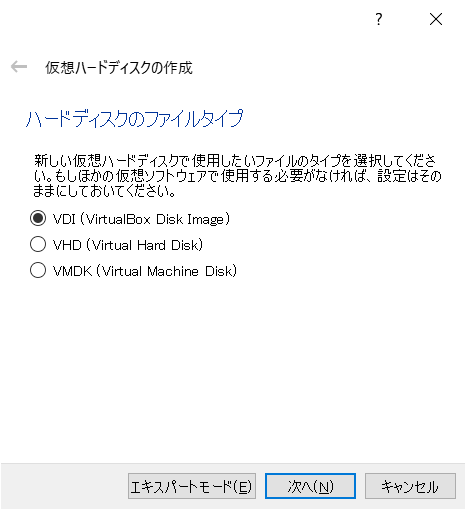 ?
仮想ハードディスクの作成
ハードディスクのファイルタイプ
新しい仮想ハードディスクで使用したいファイルのタイプを選択してくださ
い。もしほかの仮想ソフトウェアで使用する必要がなければ、設定はその
ままにしておいてください。
VDI (VirtualBox Disk Image)
VHD (Virtual Hard Disk)
VMDK (Virtual Machine Disk)
エキスパートモード(E) 次へ(N) キャンセル